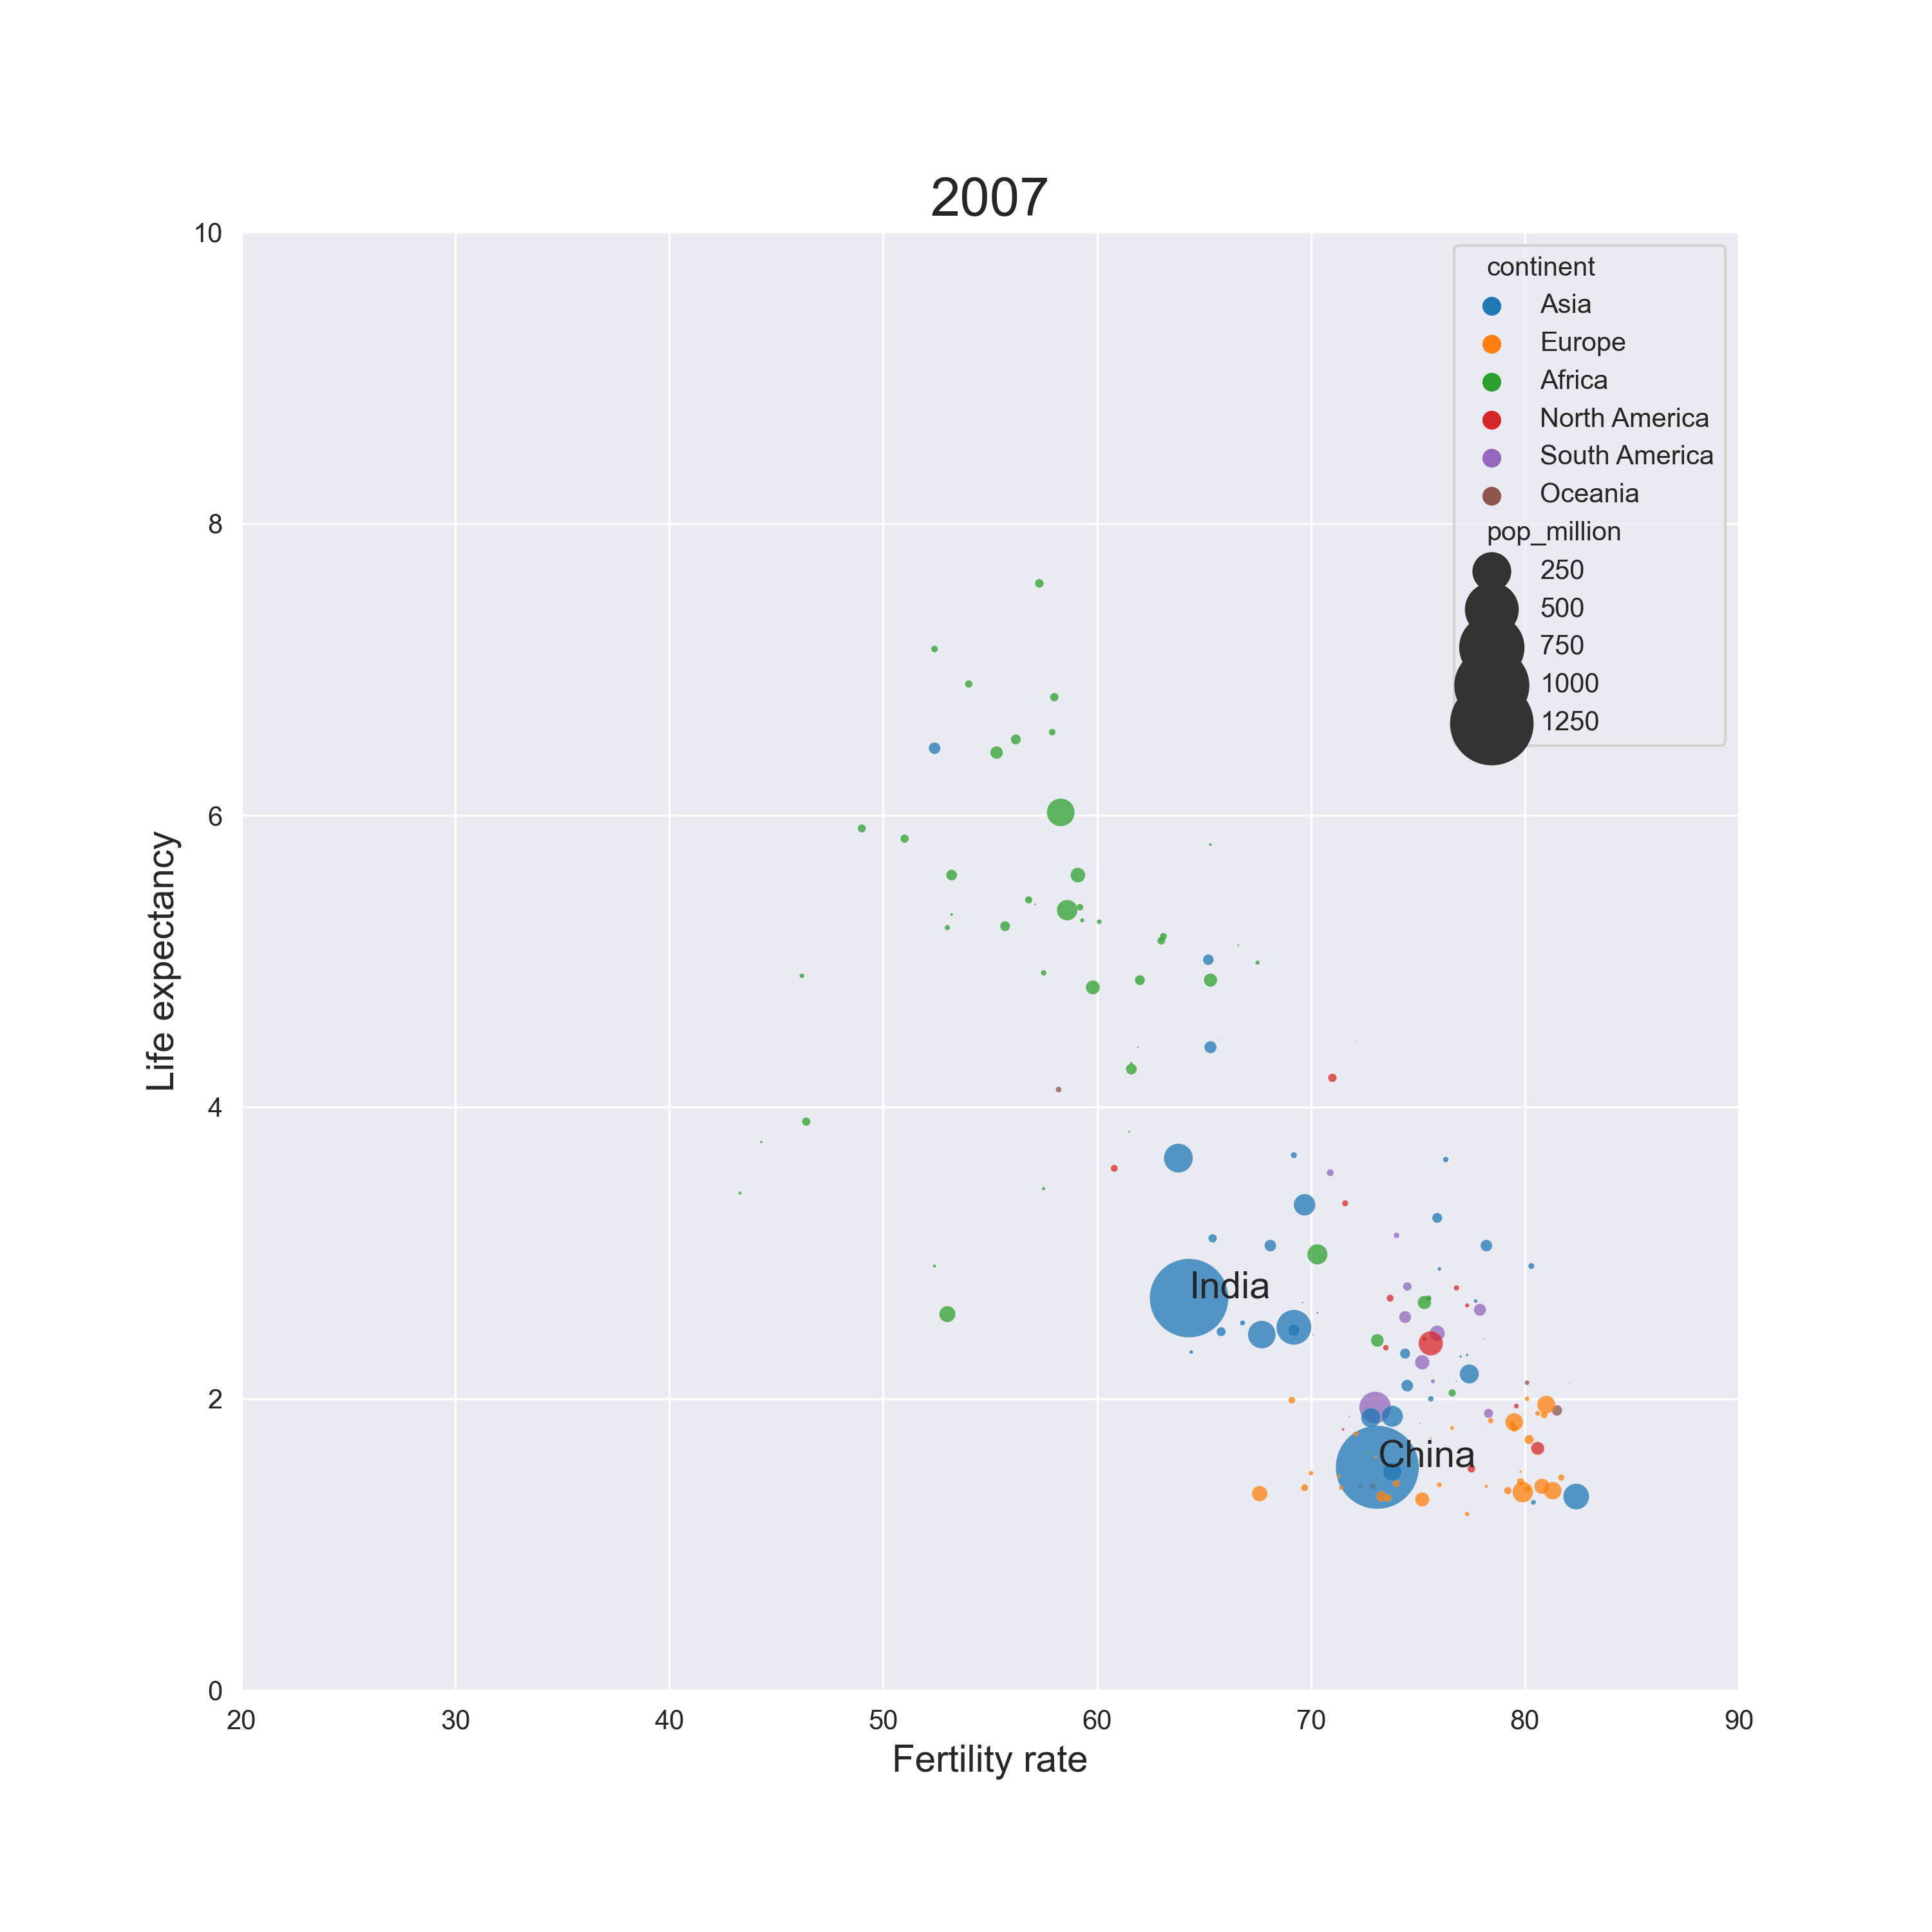 2007
10
8
6
4
2
0
Life expectancy
continent
Asia
Europe
Africa
North America
South America
Oceania
pop_million
250
500
750
1000
1250
India
China
20 30 40 50 60 70 80 90
Fertility rate